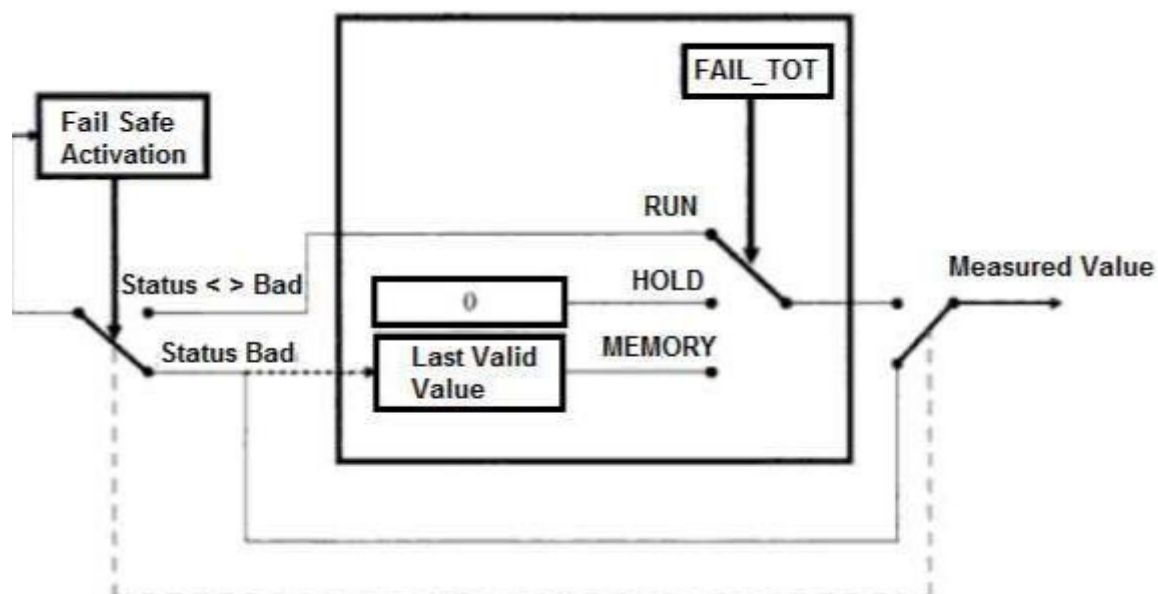 FAIL_TOT
Fail Safe
Activation
RUN
Status < > Bad
HOLD
Measured Value
0
Status Bad
MEMORY
Last Valid
Value